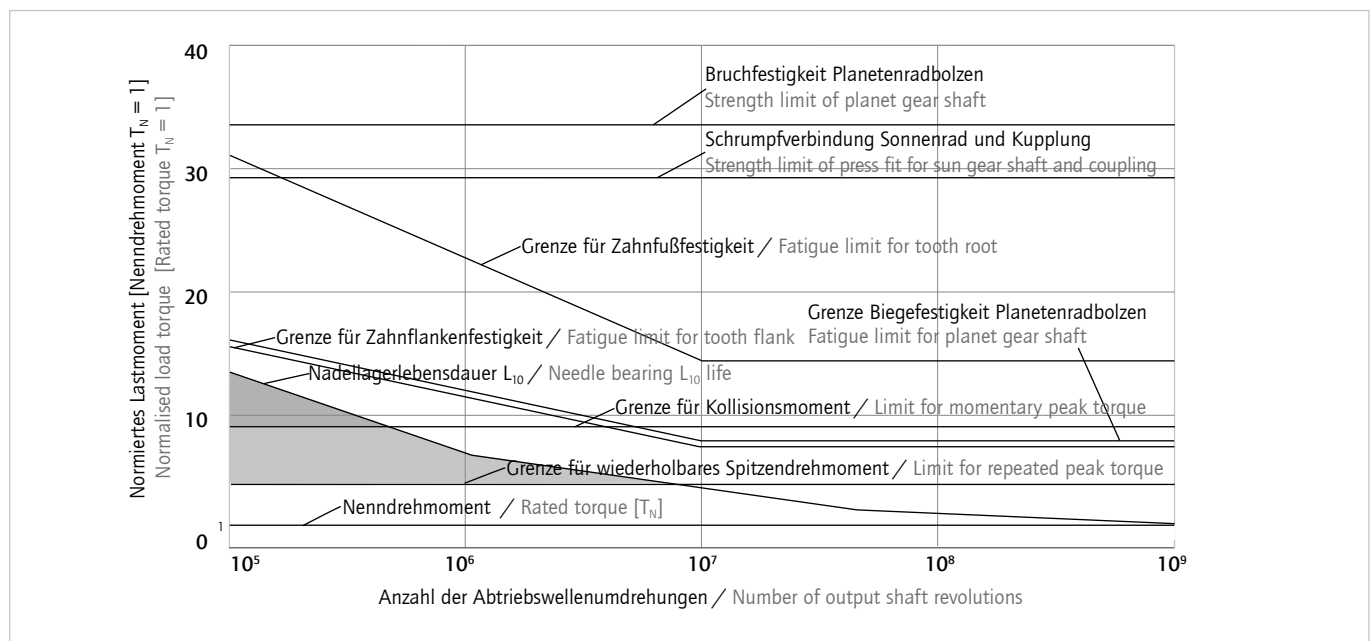 Normiertes Lastmoment [Nenndrehmoment T_N = 1]
Normalised load torque [Rated torque T_N = 1]
40
30
20
10
1
0
Bruchfestigkeit Planetenradbolzen
Strength limit of planet gear shaft
Schrumpfverbindung Sonnenrad und Kupplung
Strength limit of press fit for sun gear shaft and coupling
Grenze für Zahnfußfestigkeit / Fatigue limit for tooth root
Grenze Biegefestigkeit Planetenradbolzen
Fatigue limit for planet gear shaft
Grenze für Zahnflankenfestigkeit / Fatigue limit for tooth flank
Nadellagerlebensdauer L₁₀ / Needle bearing L₁₀ life
Grenze für Kollisionsmoment / Limit for momentary peak torque
Grenze für wiederholbares Spitzendrehmoment / Limit for repeated peak torque
Nenndrehmoment / Rated torque [T_N]
10⁵ 10⁶ 10⁷ 10⁸ 10⁹
Anzahl der Abtriebswellenumdrehungen / Number of output shaft revolutions